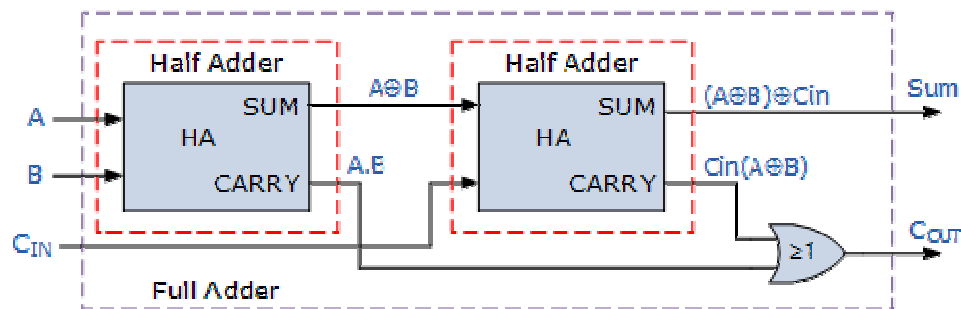 Half Adder
Half Adder
A⊕B
(A⊕B)⊕Cin
Sum
SUM
SUM
A
HA
HA
A.E
Cin(A⊕B)
B
CARRY
CARRY
CIN
≥1
COUT
Full Adder